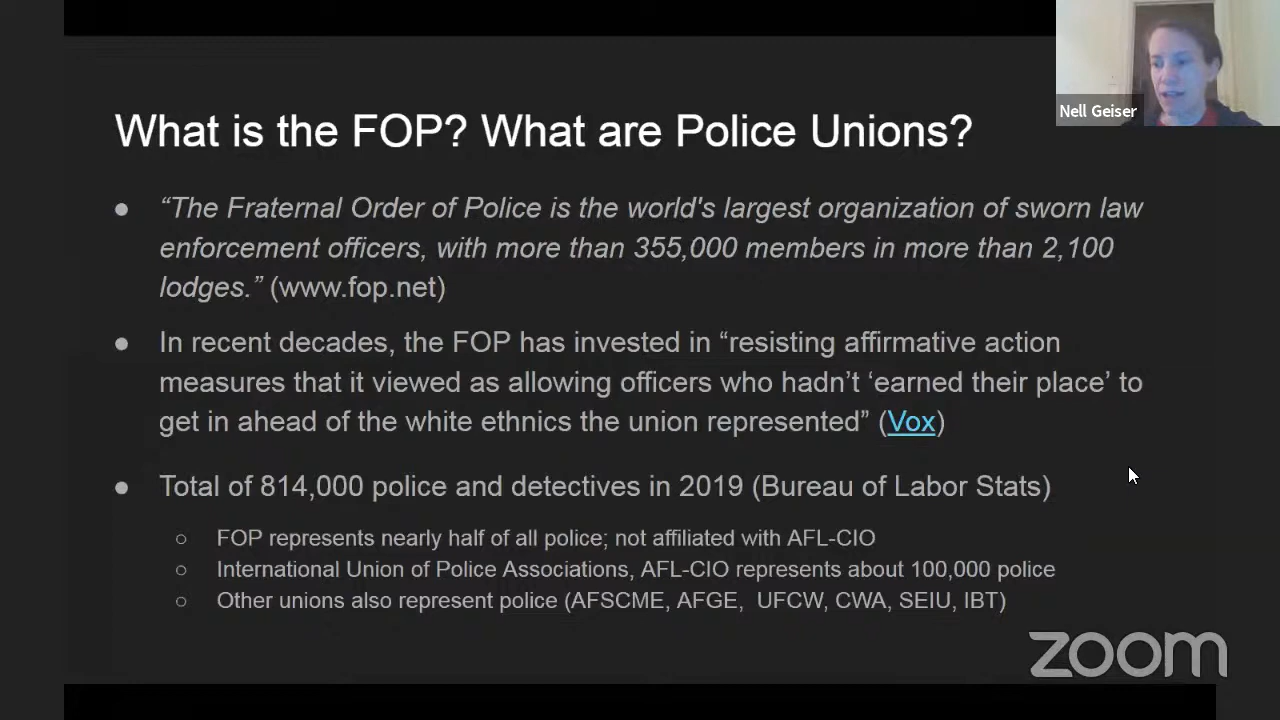 Nell Geiser
What is the FOP? What are Police Unions?
● “The Fraternal Order of Police is the world's largest organization of sworn law
enforcement officers, with more than 355,000 members in more than 2,100
lodges.” (www.fop.net)
● In recent decades, the FOP has invested in “resisting affirmative action
measures that it viewed as allowing officers who hadn’t ‘earned their place’ to
get in ahead of the white ethnics the union represented” (Vox)
● Total of 814,000 police and detectives in 2019 (Bureau of Labor Stats)
○ FOP represents nearly half of all police; not affiliated with AFL-CIO
○ International Union of Police Associations, AFL-CIO represents about 100,000 police
○ Other unions also represent police (AFSCME, AFGE, UFCW, CWA, SEIU, IBT)
zoom